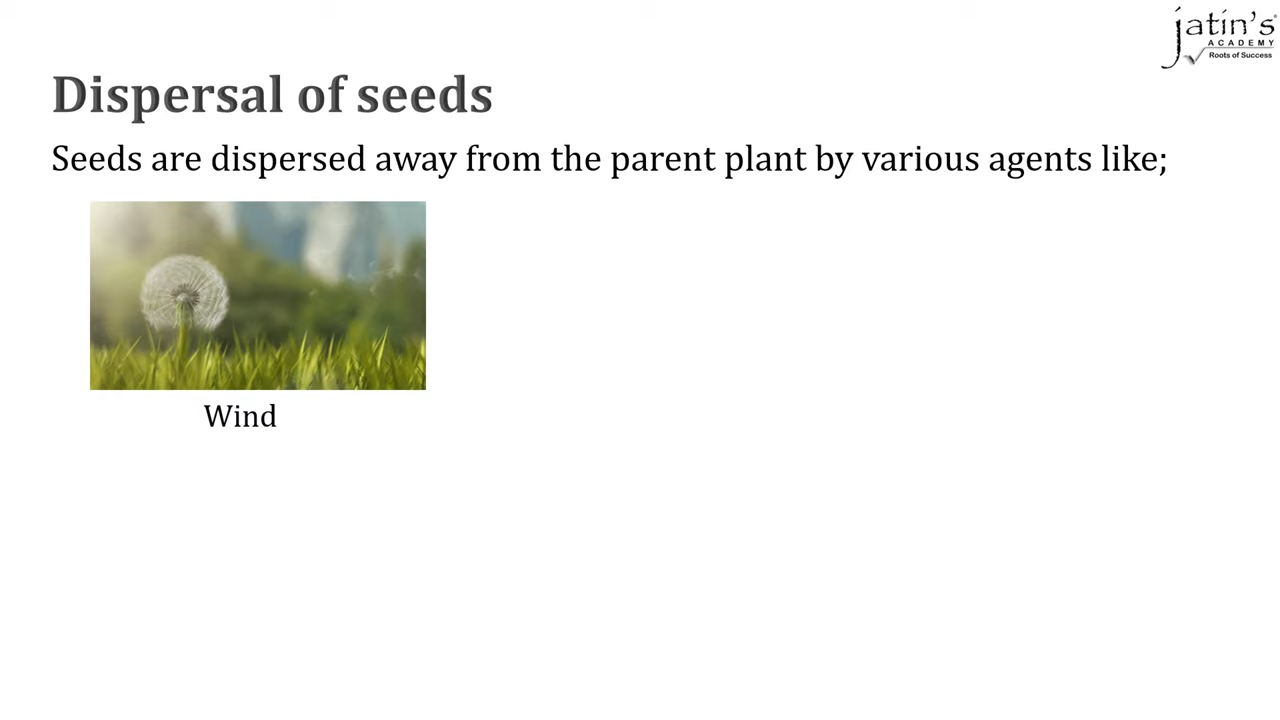 jatin's
ACADEMY
Roots of Success
Dispersal of seeds
Seeds are dispersed away from the parent plant by various agents like;
Wind